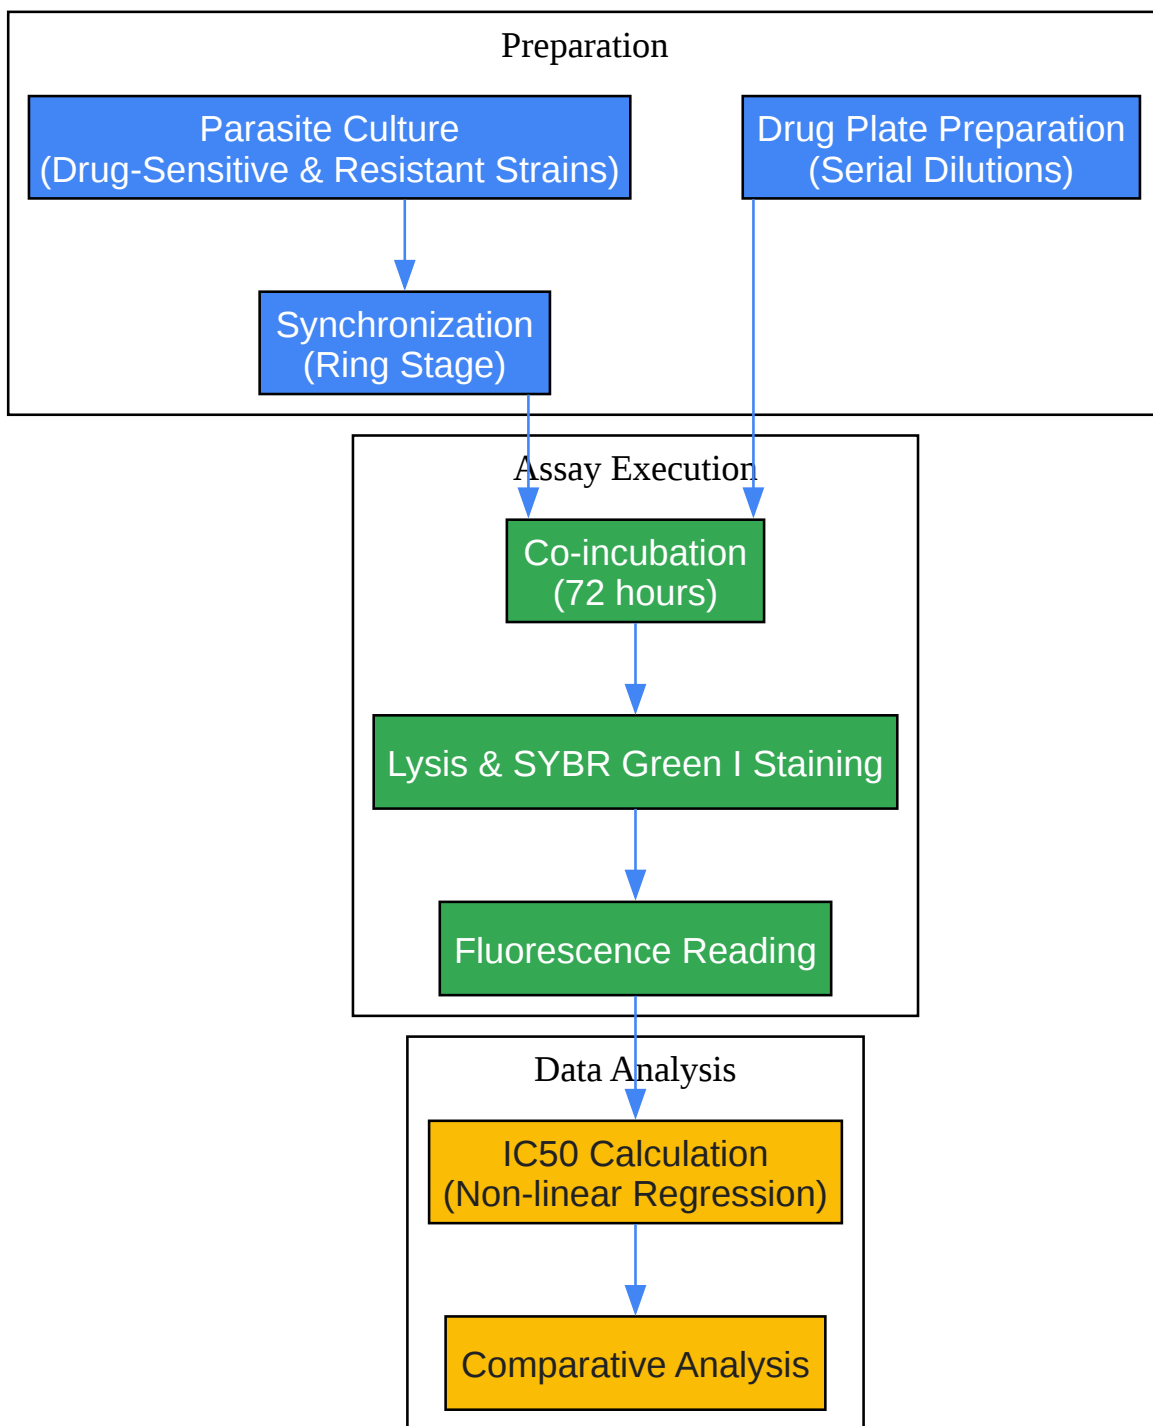 Preparation
Parasite Culture
(Drug-Sensitive & Resistant Strains)
Drug Plate Preparation
(Serial Dilutions)
Synchronization
(Ring Stage)
Assay Execution
Co-incubation
(72 hours)
Lysis & SYBR Green I Staining
Fluorescence Reading
Data Analysis
IC50 Calculation
(Non-linear Regression)
Comparative Analysis